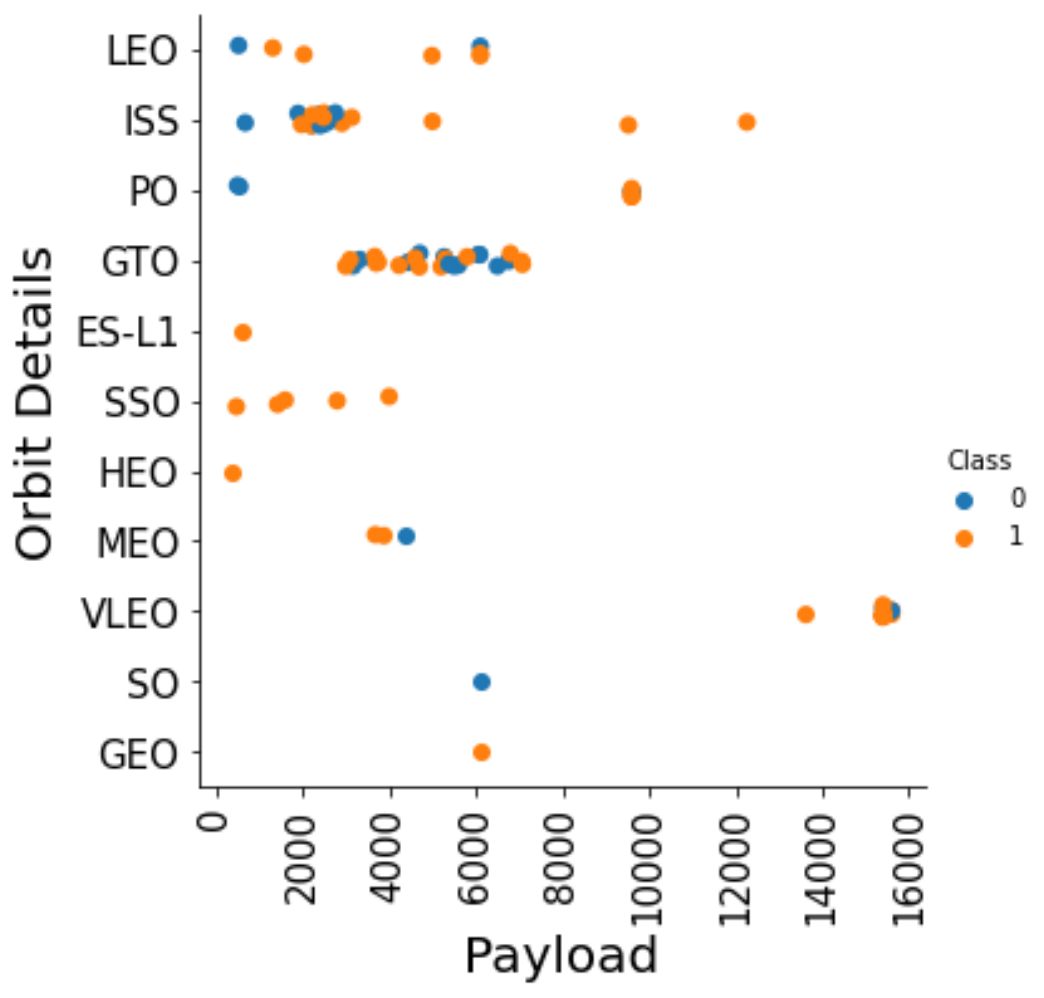 Orbit Details
LEO
ISS
PO
GTO
ES-L1
SSO
HEO
MEO
VLEO
SO
GEO
0
2000
4000
6000
8000
10000
12000
14000
16000
Payload
Class
0
1